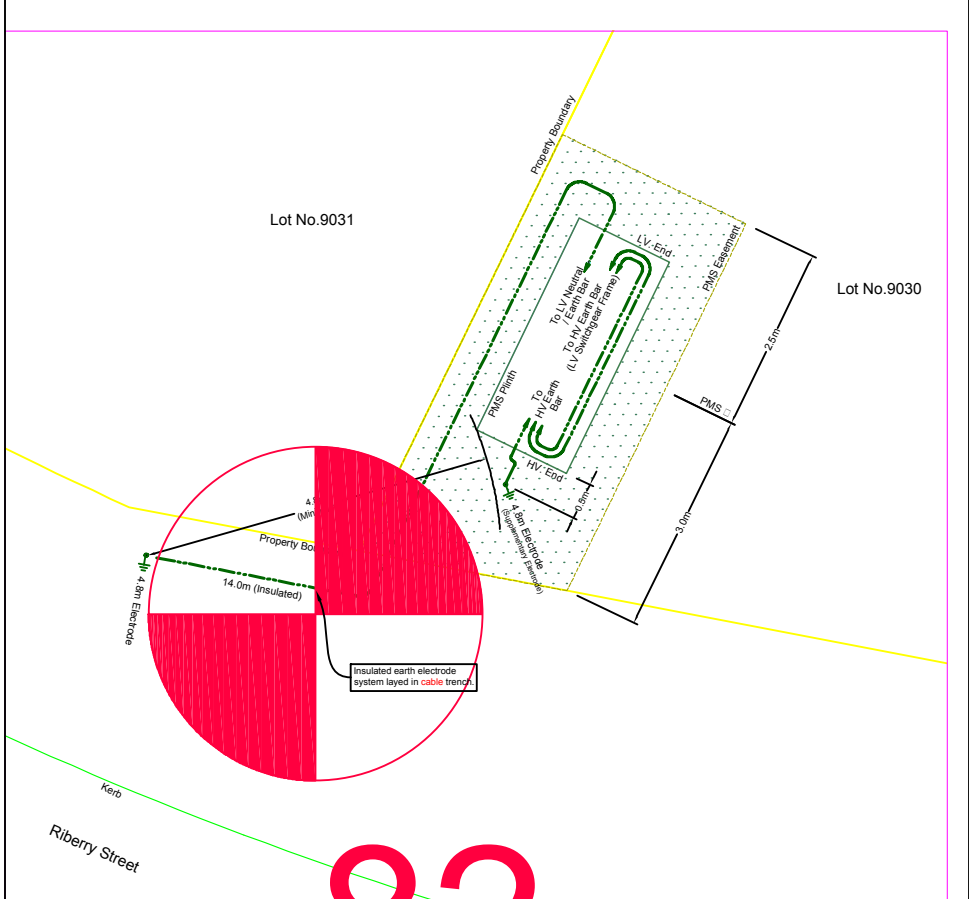 Property Boundary
Lot No.9031
LV End
PMS Easement
Lot No.9030
To LV Neutral
/ Earth Bar
To HV Earth Bar
(LV Switchgear Frame)
2.5m
To
HV Earth
Bar
PMS Plinth
PMS
HV End
0.5m
4.8m Electrode
(Supplementary Electrode)
3.0m
(Min
Property Bou
14.0m (Insulated)
4.8m Electrode
Insulated earth electrode
system layed in cable trench.
Kerb
Riberry Street